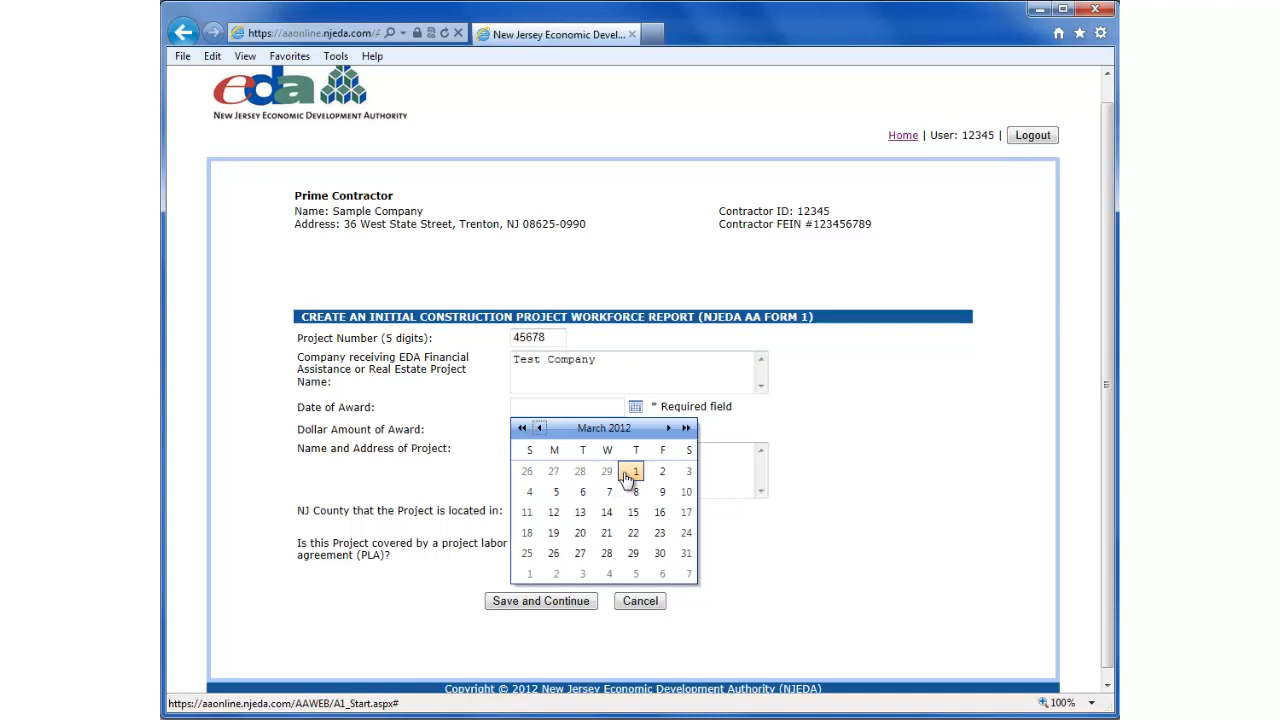 https://aaonline.njeda.com/
New Jersey Economic Devel...
File Edit View Favorites Tools Help
eda
NEW JERSEY ECONOMIC DEVELOPMENT AUTHORITY
Home | User: 12345 | Logout
Prime Contractor
Name: Sample Company
Address: 36 West State Street, Trenton, NJ 08625-0990
Contractor ID: 12345
Contractor FEIN #123456789
CREATE AN INITIAL CONSTRUCTION PROJECT WORKFORCE REPORT (NJEDA AA FORM 1)
Project Number (5 digits): 45678
Company receiving EDA Financial
Assistance or Real Estate Project
Name:
Test Company
Date of Award: * Required field
Dollar Amount of Award:
Name and Address of Project:
NJ County that the Project is located in:
Is this Project covered by a project labor
agreement (PLA)?
March 2012
S M T W T F S
26 27 28 29 1 2 3
4 5 6 7 8 9 10
11 12 13 14 15 16 17
18 19 20 21 22 23 24
25 26 27 28 29 30 31
1 2 3 4 5 6 7
Save and Continue Cancel
Copyright © 2012 New Jersey Economic Development Authority (NJEDA)
https://aaonline.njeda.com/AAWEB/A1_Start.aspx#
100%